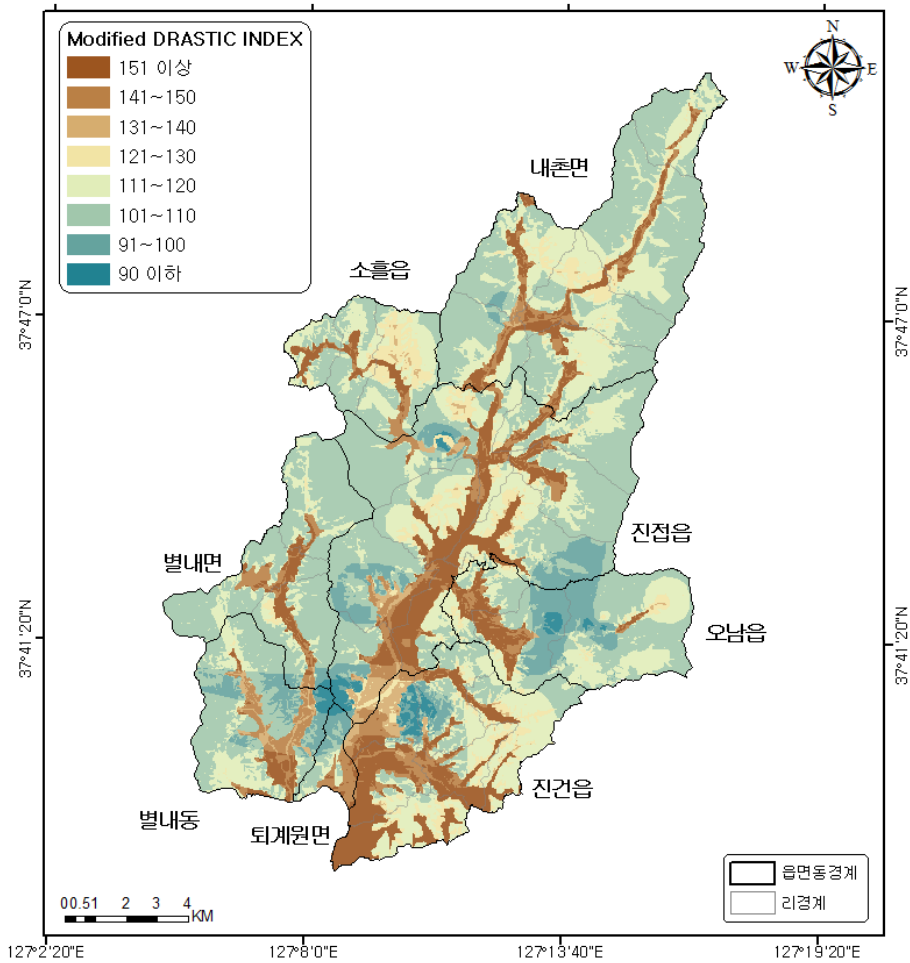 Modified DRASTIC INDEX
151 이상
141~150
131~140
121~130
111~120
101~110
91~100
90 이하
N
W E
S
내촌면
소흘읍
37°47'0"N
37°47'0"N
진접읍
별내면
오남읍
37°41'20"N
37°41'20"N
진건읍
별내동
퇴계원면
읍면동경계
리경계
0 0.5 1 2 3 4
KM
127°2'20"E
127°8'0"E
127°13'40"E
127°19'20"E